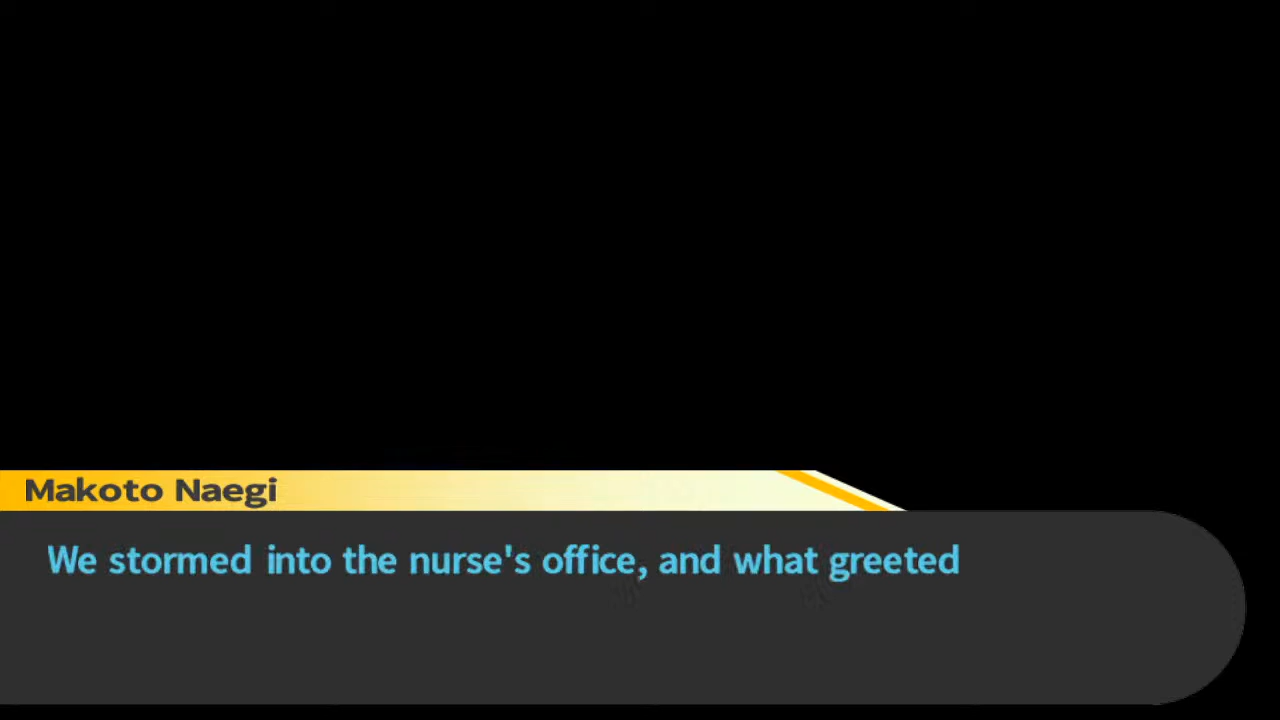 Makoto Naegi
We stormed into the nurse's office, and what greeted